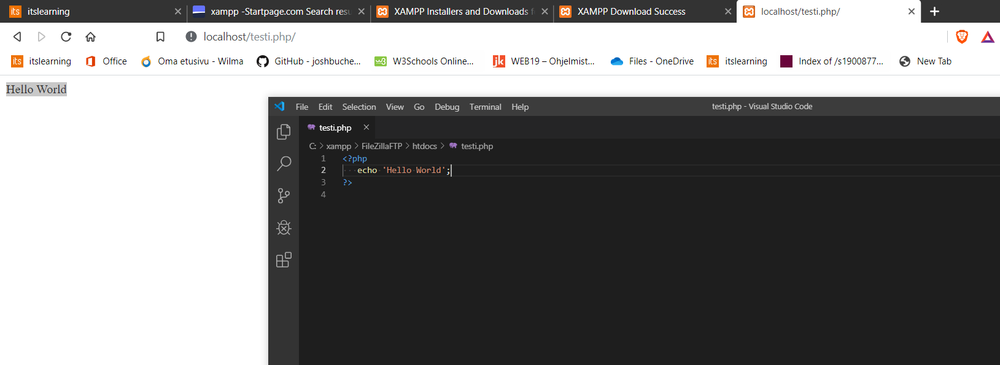 its itslearning xampp -Startpage.com Search resu XAMPP Installers and Downloads f XAMPP Download Success localhost/testi.php/
localhost/testi.php/
its itslearning Office Oma etusivu - Wilma GitHub - joshbuche... w3 W3Schools Online... jk WEB19 – Ohjelmist... Files - OneDrive its itslearning Index of /s1900877... New Tab
Hello World
File Edit Selection View Go Debug Terminal Help testi.php - Visual Studio Code
testi.php
C: > xampp > FileZillaFTP > htdocs > testi.php
1 <?php
2 echo 'Hello World';
3 ?>
4